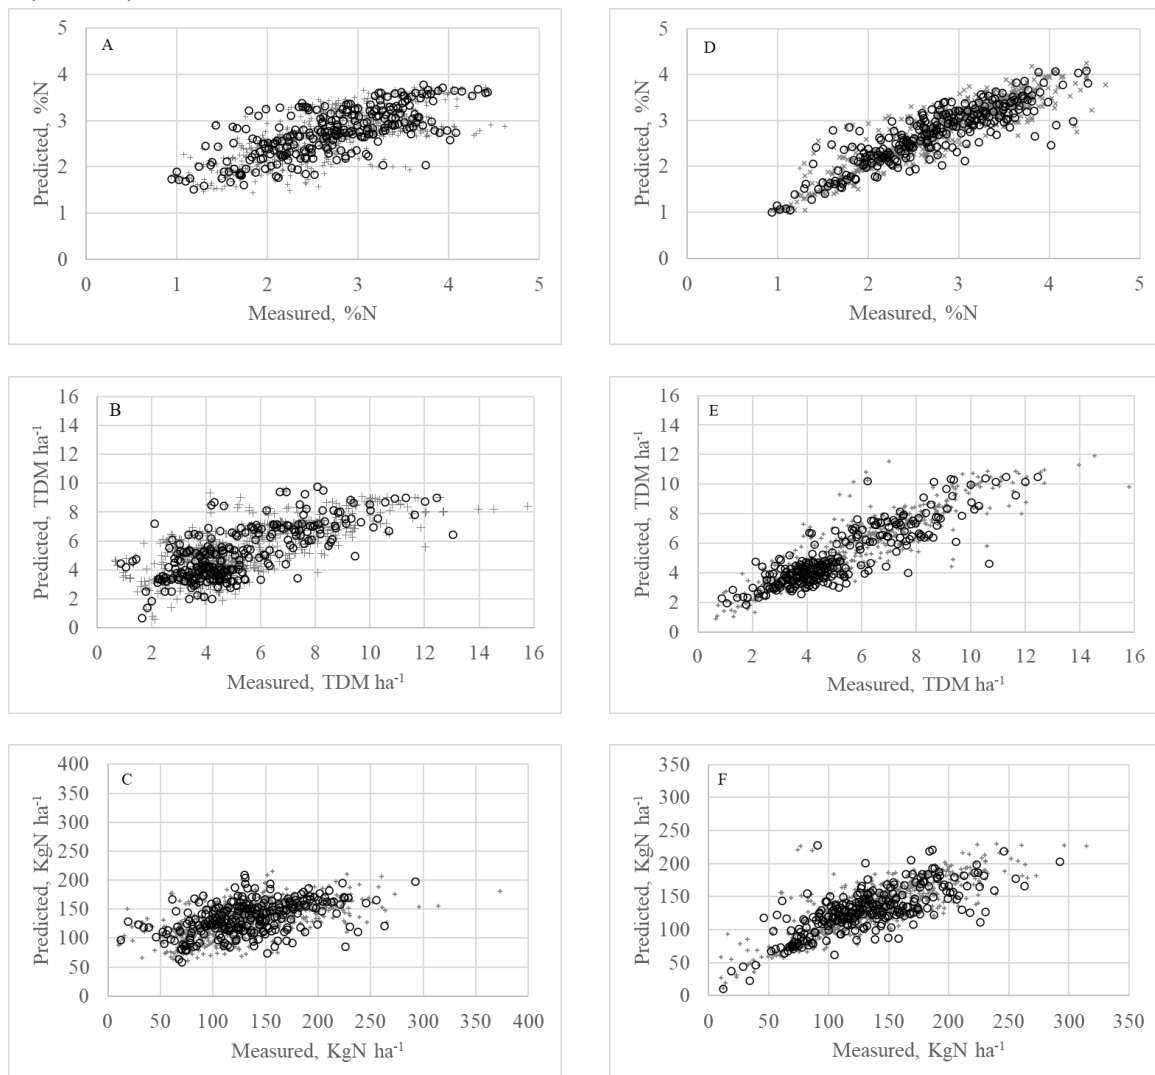 A
Predicted, %N
5
4
3
2
1
0
0 1 2 3 4 5
Measured, %N
D
Predicted, %N
5
4
3
2
1
0
0 1 2 3 4 5
Measured, %N
B
Predicted, TDM ha⁻¹
16
14
12
10
8
6
4
2
0
0 2 4 6 8 10 12 14 16
Measured, TDM ha⁻¹
E
Predicted, TDM ha⁻¹
16
14
12
10
8
6
4
2
0
0 2 4 6 8 10 12 14 16
Measured, TDM ha⁻¹
C
Predicted, KgN ha⁻¹
400
350
300
250
200
150
100
50
0
0 50 100 150 200 250 300 350 400
Measured, KgN ha⁻¹
F
Predicted, KgN ha⁻¹
350
300
250
200
150
100
50
0
0 50 100 150 200 250 300 350
Measured, KgN ha⁻¹